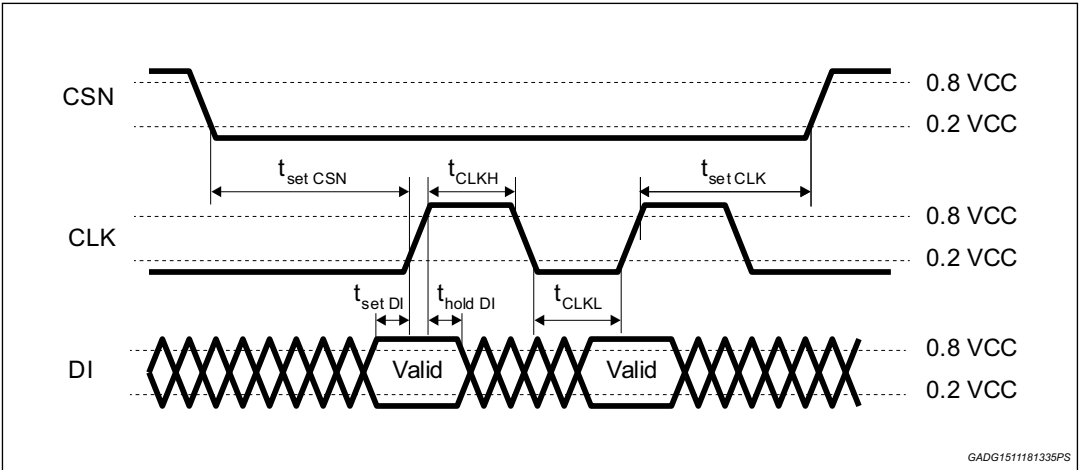 CSN
0.8 VCC
0.2 VCC
t set CSN
t CLKH
t set CLK
CLK
0.8 VCC
0.2 VCC
t set DI
t hold DI
t CLKL
DI
Valid
Valid
0.8 VCC
0.2 VCC
GADG1511181335PS